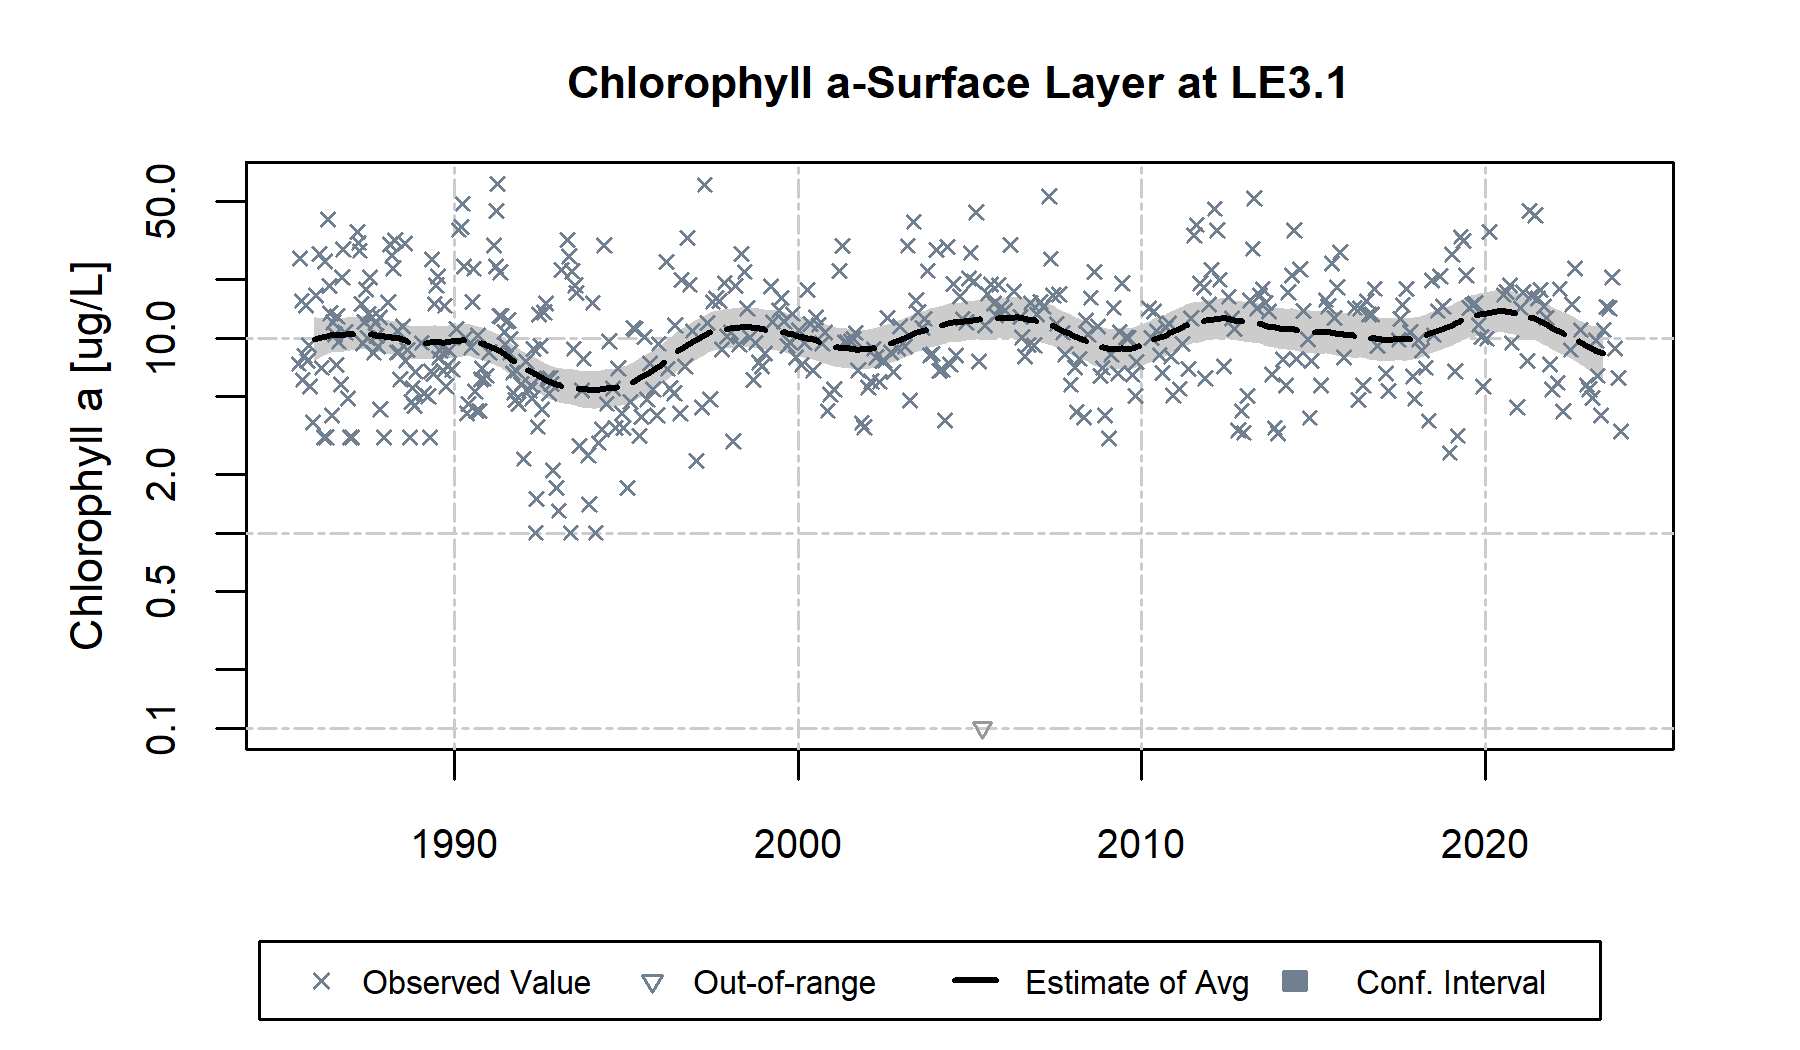 Chlorophyll a-Surface Layer at LE3.1
Chlorophyll a [ug/L]
50.0
10.0
2.0
0.5
0.1
1990 2000 2010 2020
Observed Value Out-of-range Estimate of Avg Conf. Interval